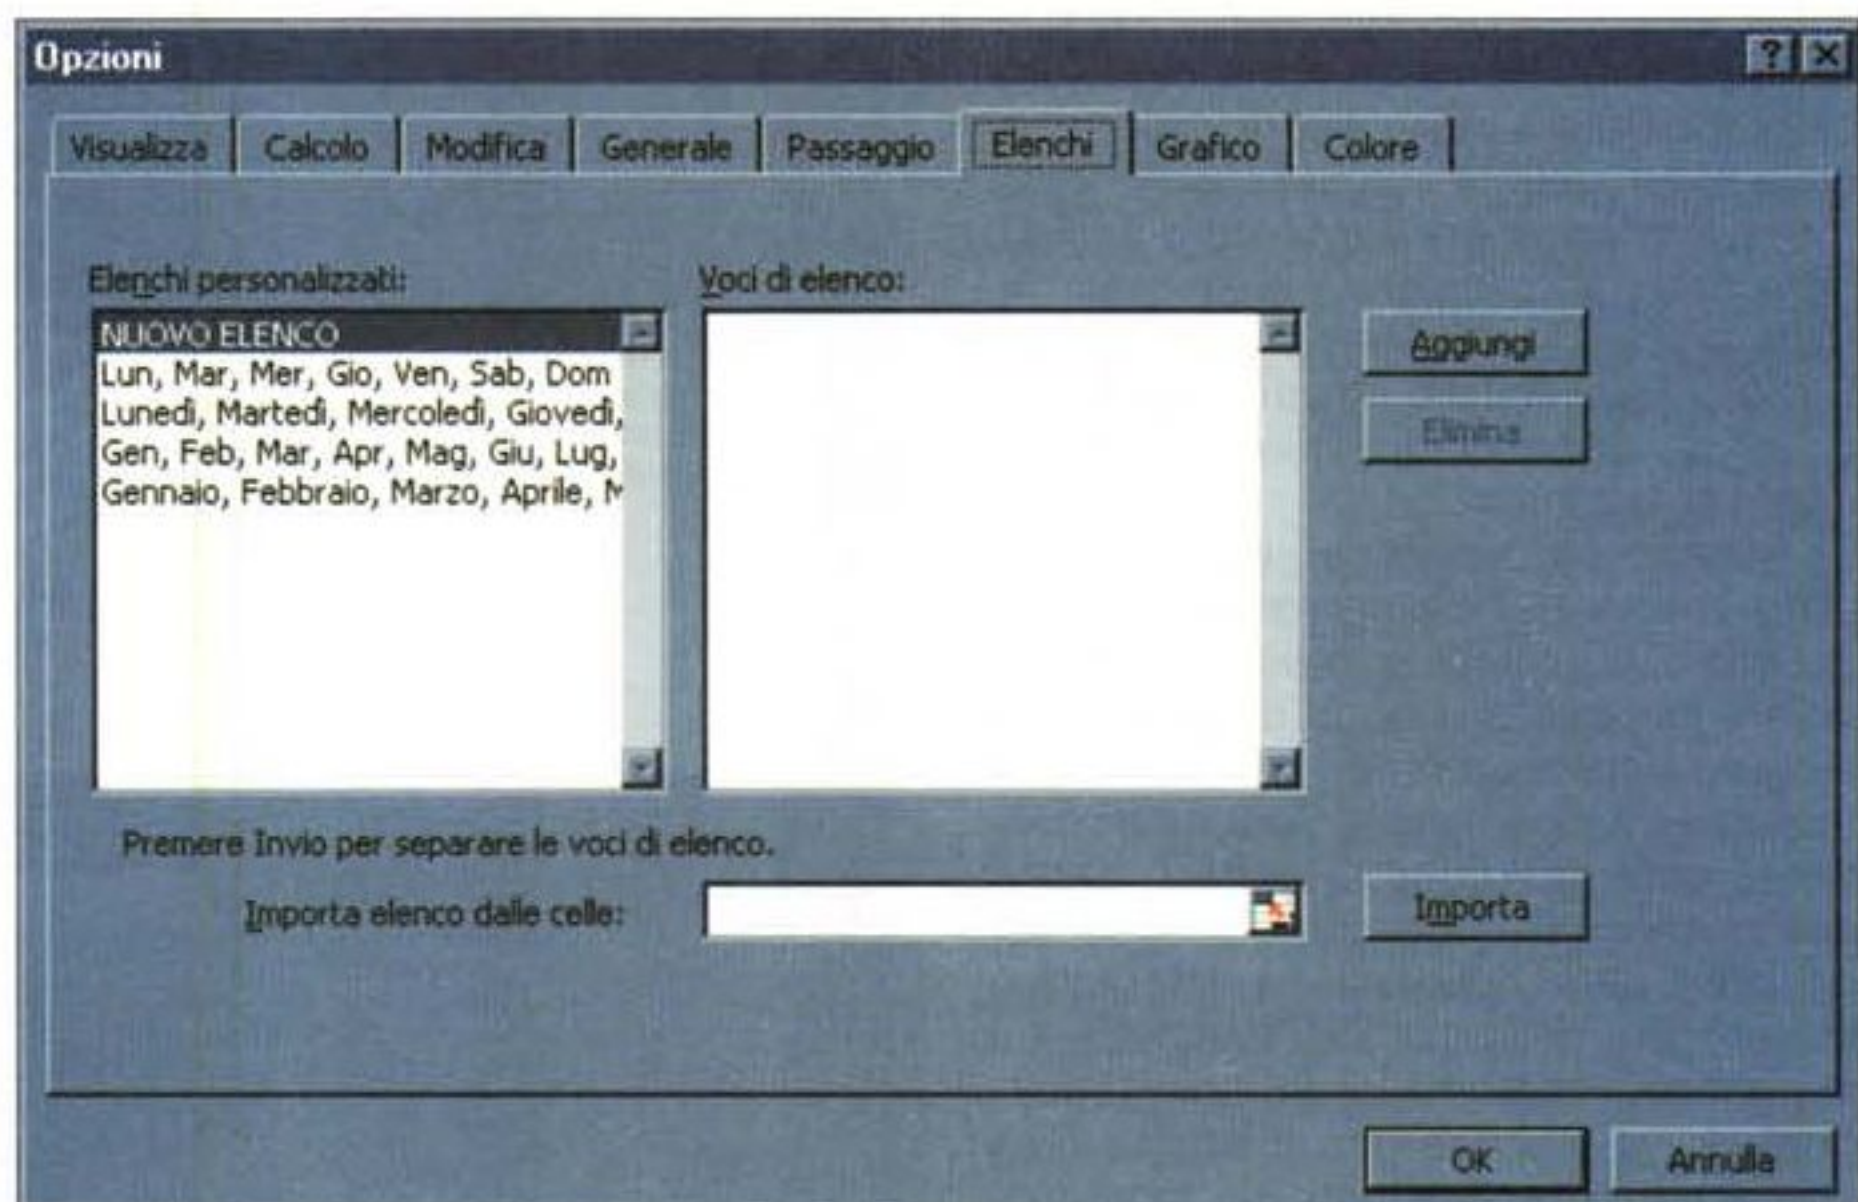 Opzioni
Visualizza Calcolo Modifica Generale Passaggio Elenchi Grafico Colore
Elenchi personalizzati: Voci di elenco:
NUOVO ELENCO
Lun, Mar, Mer, Gio, Ven, Sab, Dom
Lunedì, Martedì, Mercoledì, Giovedì,
Gen, Feb, Mar, Apr, Mag, Giu, Lug,
Gennaio, Febbraio, Marzo, Aprile, M
Aggiungi
Elimina
Premere Invio per separare le voci di elenco.
Importa elenco dalle celle: Importa
OK Annulla